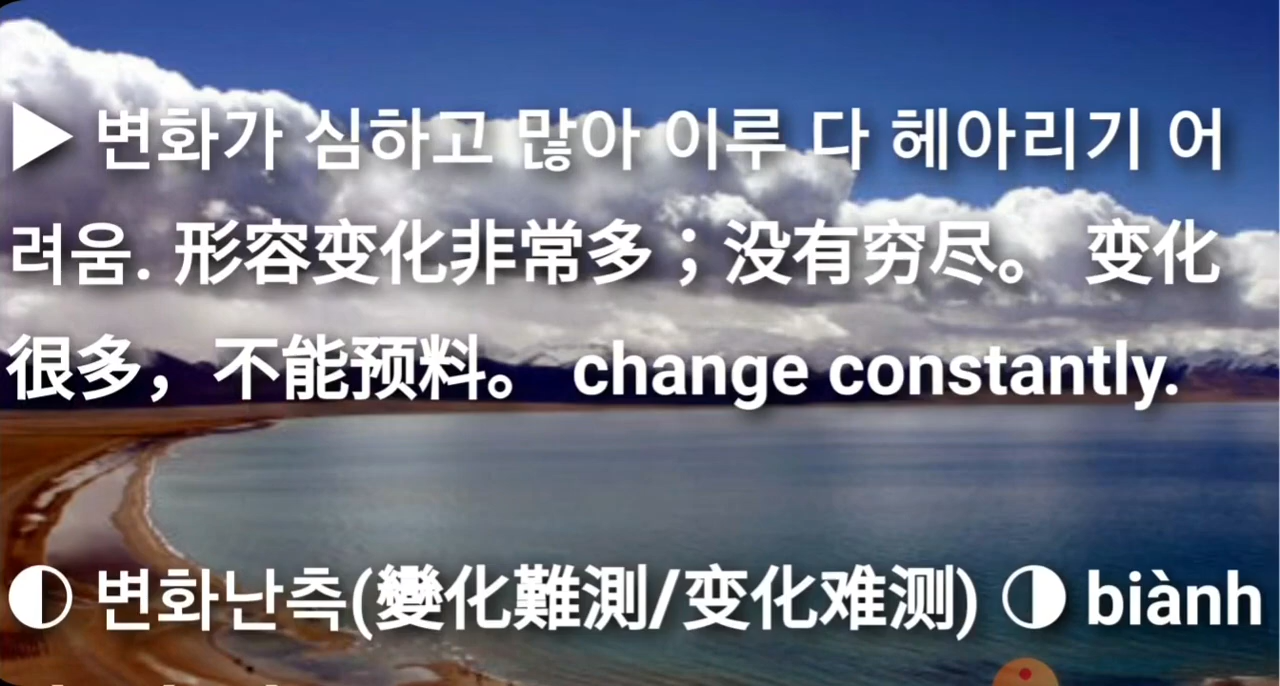 ▶ 변화가 심하고 많아 이루 다 헤아리기 어
려움. 形容变化非常多；没有穷尽。 变化
很多，不能预料。 change constantly.
◐ 변화난측(變化難測/变化难测) ◑ biành